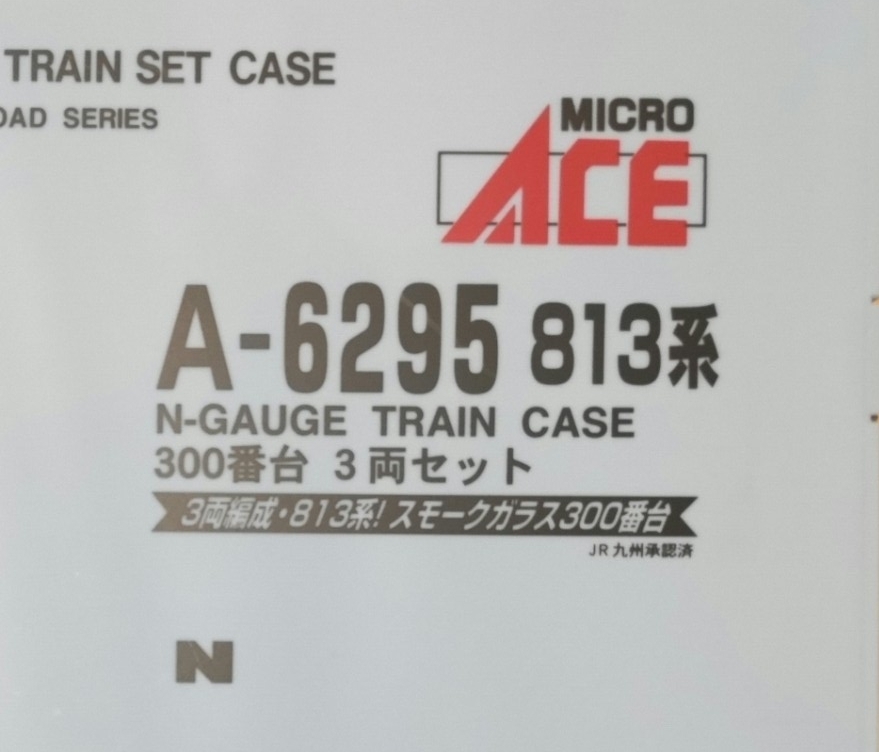 TRAIN SET CASE
OAD SERIES
MICRO
ACE
A-6295 813系
N-GAUGE TRAIN CASE
300番台 3両セット
3両編成・813系! スモークガラス300番台
JR九州承認済
N